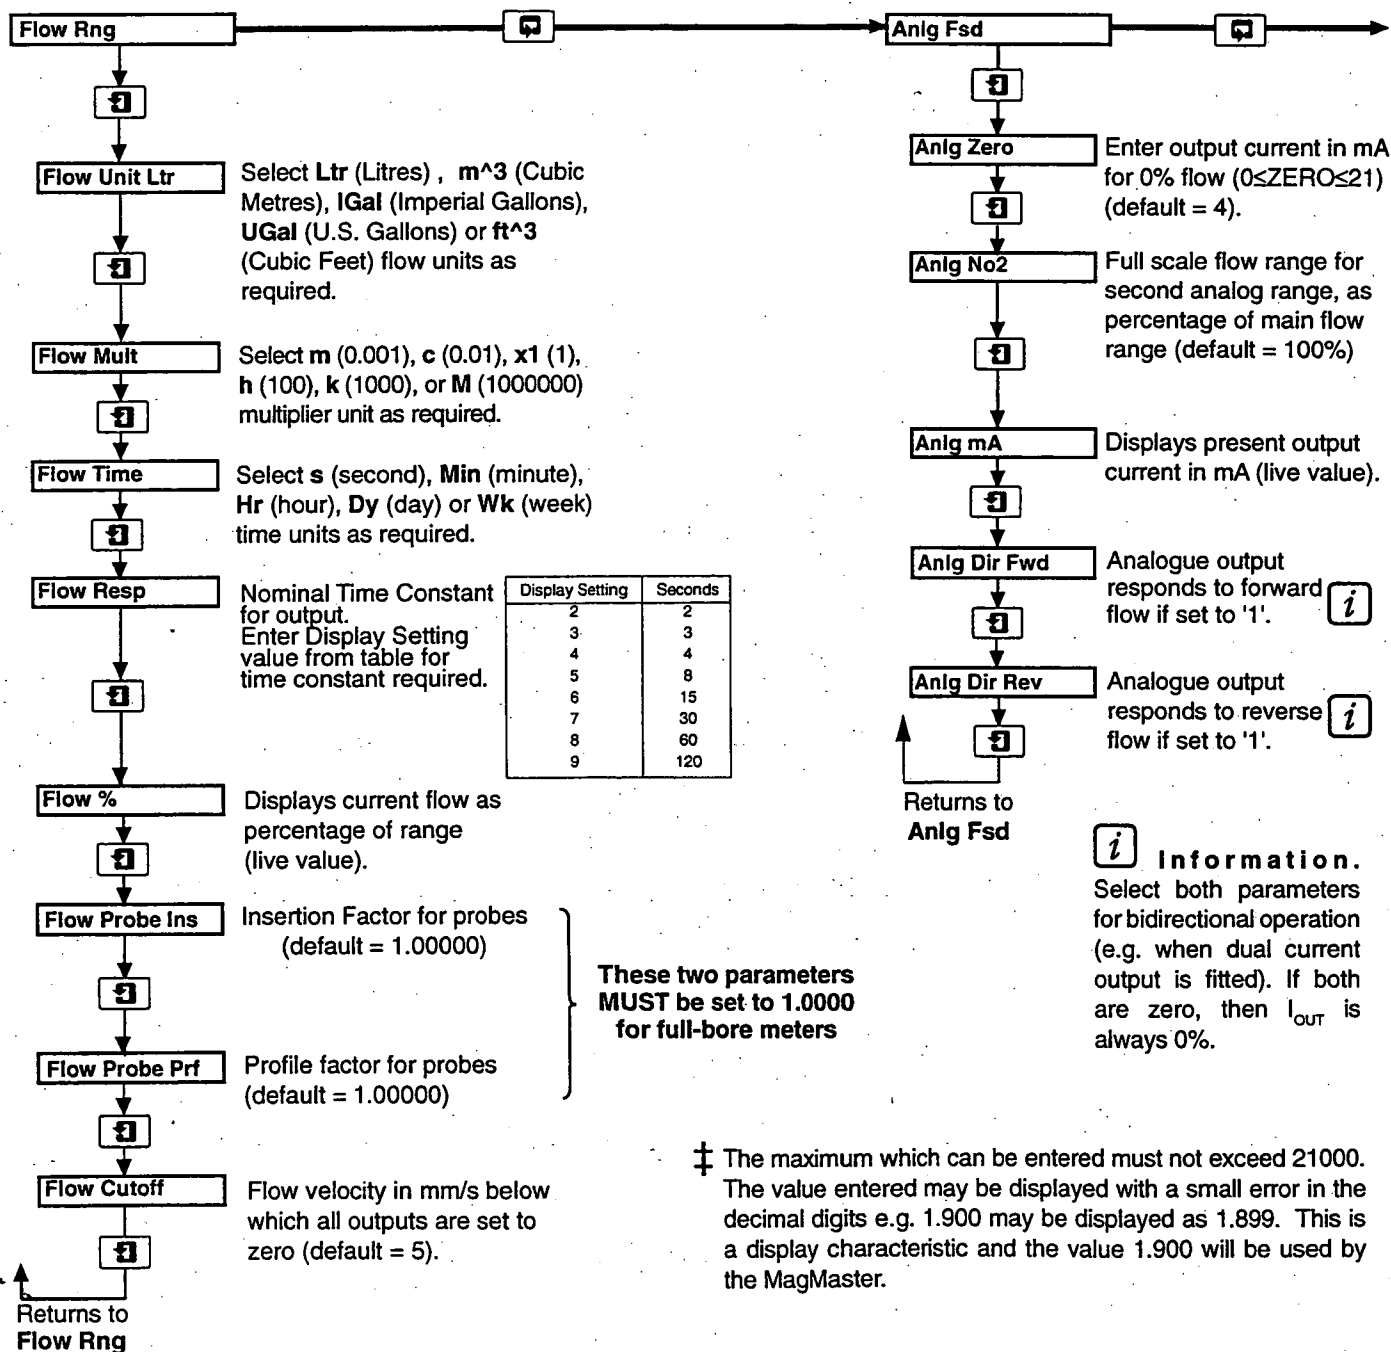 Flow Rng
Flow Unit Ltr
Select Ltr (Litres) , m^3 (Cubic
Metres), IGal (Imperial Gallons),
UGal (U.S. Gallons) or ft^3
(Cubic Feet) flow units as
required.
Flow Mult
Select m (0.001), c (0.01), x1 (1),
h (100), k (1000), or M (1000000)
multiplier unit as required.
Flow Time
Select s (second), Min (minute),
Hr (hour), Dy (day) or Wk (week)
time units as required.
Flow Resp
Nominal Time Constant
for output.
Enter Display Setting
value from table for
time constant required.
Display Setting Seconds
2 2
3 3
4 4
5 8
6 15
7 30
8 60
9 120
Flow %
Displays current flow as
percentage of range
(live value).
Flow Probe Ins
Insertion Factor for probes
(default = 1.00000)
These two parameters
MUST be set to 1.0000
for full-bore meters
Flow Probe Prf
Profile factor for probes
(default = 1.00000)
Flow Cutoff
Flow velocity in mm/s below
which all outputs are set to
zero (default = 5).
Returns to
Flow Rng
Anlg Fsd
Anlg Zero
Enter output current in mA
for 0% flow (0≤ZERO≤21)
(default = 4).
Anlg No2
Full scale flow range for
second analog range, as
percentage of main flow
range (default = 100%)
Anlg mA
Displays present output
current in mA (live value).
Anlg Dir Fwd
Analogue output
responds to forward
flow if set to '1'.
i
Anlg Dir Rev
Analogue output
responds to reverse
flow if set to '1'.
i
Returns to
Anlg Fsd
i Information.
Select both parameters
for bidirectional operation
(e.g. when dual current
output is fitted). If both
are zero, then IOUT is
always 0%.
‡ The maximum which can be entered must not exceed 21000.
The value entered may be displayed with a small error in the
decimal digits e.g. 1.900 may be displayed as 1.899. This is
a display characteristic and the value 1.900 will be used by
the MagMaster.